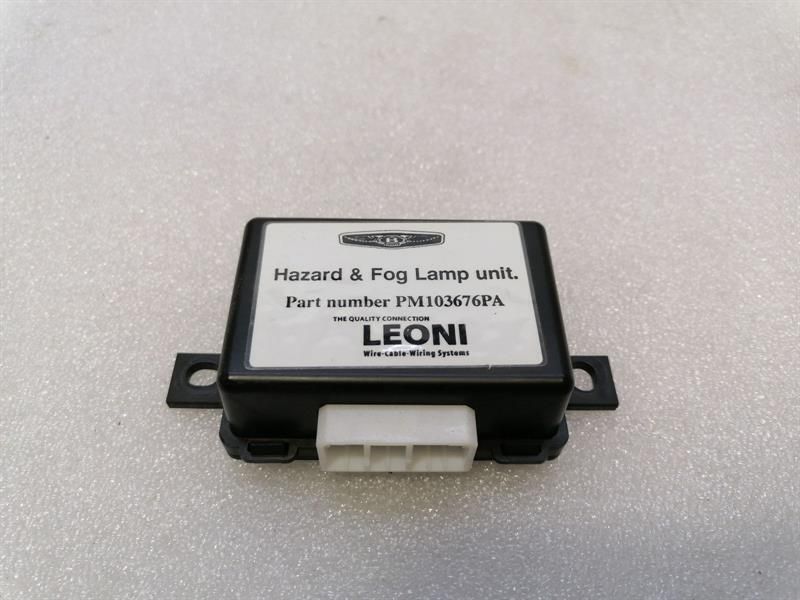 B
Hazard & Fog Lamp unit.
Part number PM103676PA
THE QUALITY CONNECTION
LEONI
Wire-Cable-Wiring Systems